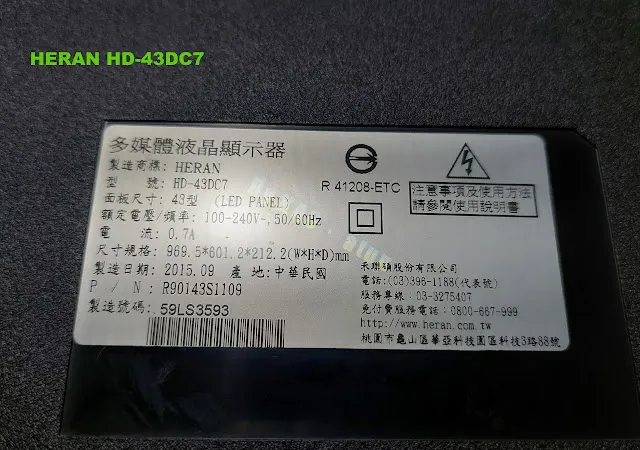 HERAN HD-43DC7
多媒體液晶顯示器
製造商標: HERAN
型 號: HD-43DC7
面板尺寸: 43型 (LED PANEL)
額定電壓/頻率: 100-240V~,50/60Hz
電 流: 0.7A
尺寸規格: 969.5*601.2*212.2(W*H*D)mm
製造日期: 2015.09 產 地:中華民國
P / N: R90143S1109
製造號碼: 59LS3593
R 41208-ETC
注意事項及使用方法
請參閱使用說明書
禾聯碩股份有限公司
電話:(03)396-1188(代表號)
服務專線: 03-3275407
免付費服務電話: 0800-667-999
http://www.heran.com.tw
桃園市龜山區華亞科技園區科技3路88號